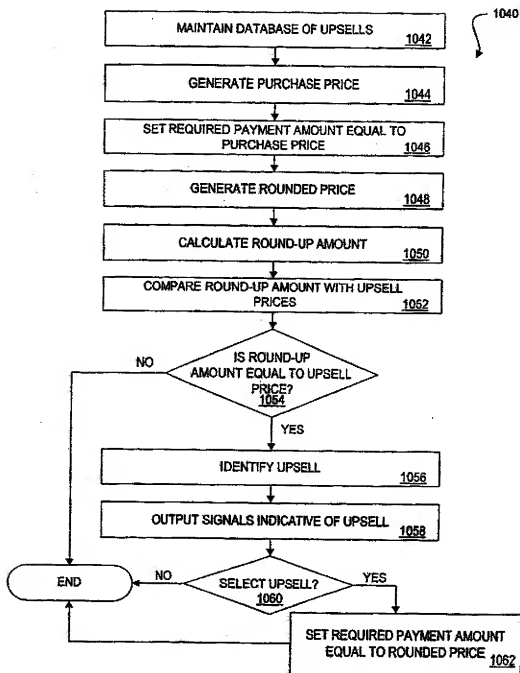 1040
MAINTAIN DATABASE OF UPSELLS
1042
GENERATE PURCHASE PRICE
1044
SET REQUIRED PAYMENT AMOUNT EQUAL TO
PURCHASE PRICE
1046
GENERATE ROUNDED PRICE
1048
CALCULATE ROUND-UP AMOUNT
1050
COMPARE ROUND-UP AMOUNT WITH UPSELL
PRICES
1052
NO
IS ROUND-UP
AMOUNT EQUAL TO UPSELL
PRICE?
1054
YES
IDENTIFY UPSELL
1056
OUTPUT SIGNALS INDICATIVE OF UPSELL
1058
END
NO
SELECT UPSELL?
1060
YES
SET REQUIRED PAYMENT AMOUNT
EQUAL TO ROUNDED PRICE
1062